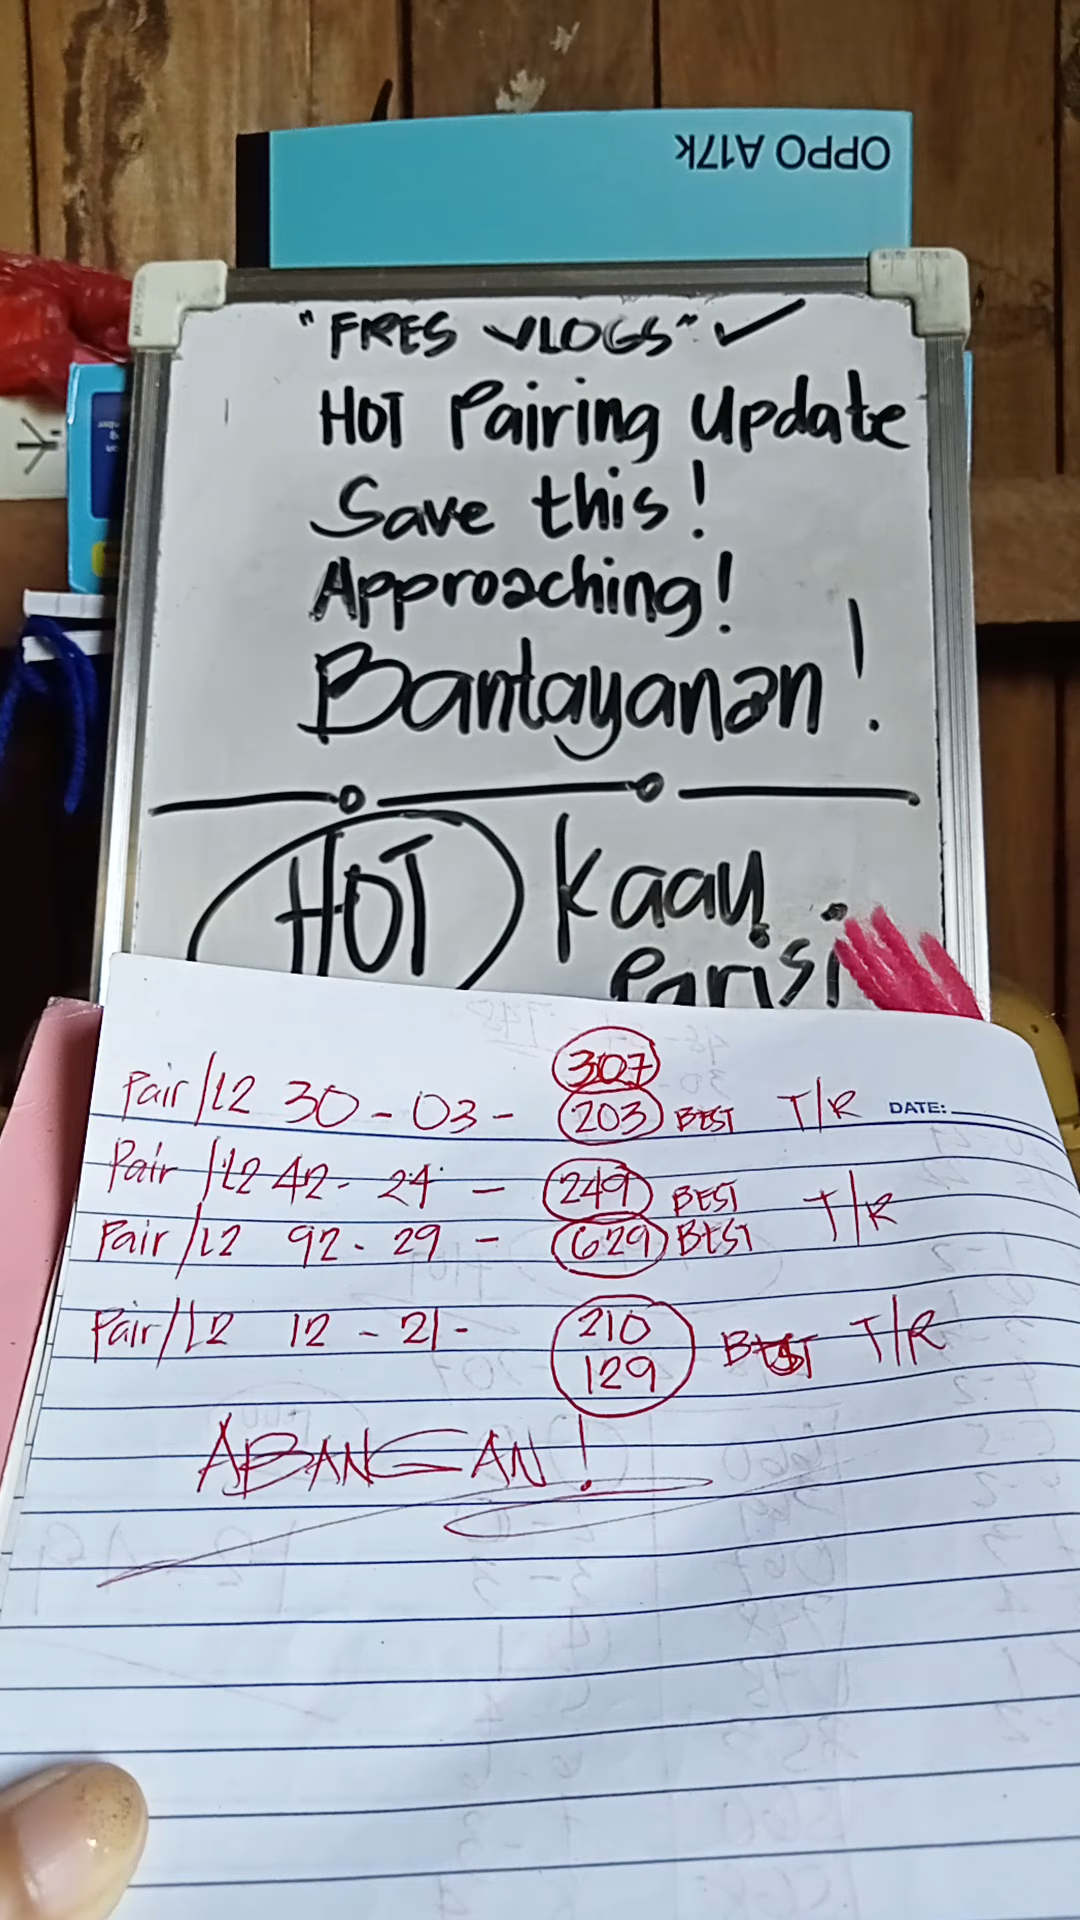 OPPO A17K
"FRES VLOGS" ✓
HOT Pairing Update
Save this!
Approaching!
Bantayanan!
HOT Kaau
Parisi
307
Pair/L2 30 - 03 - 203 BEST T/R DATE:
Pair/L2 42 - 24 - 249 BEST T/R
Pair/L2 92 - 29 - 629 BEST
Pair/L2 12 - 21 - 210
129 BEST T/R
ABANGAN!